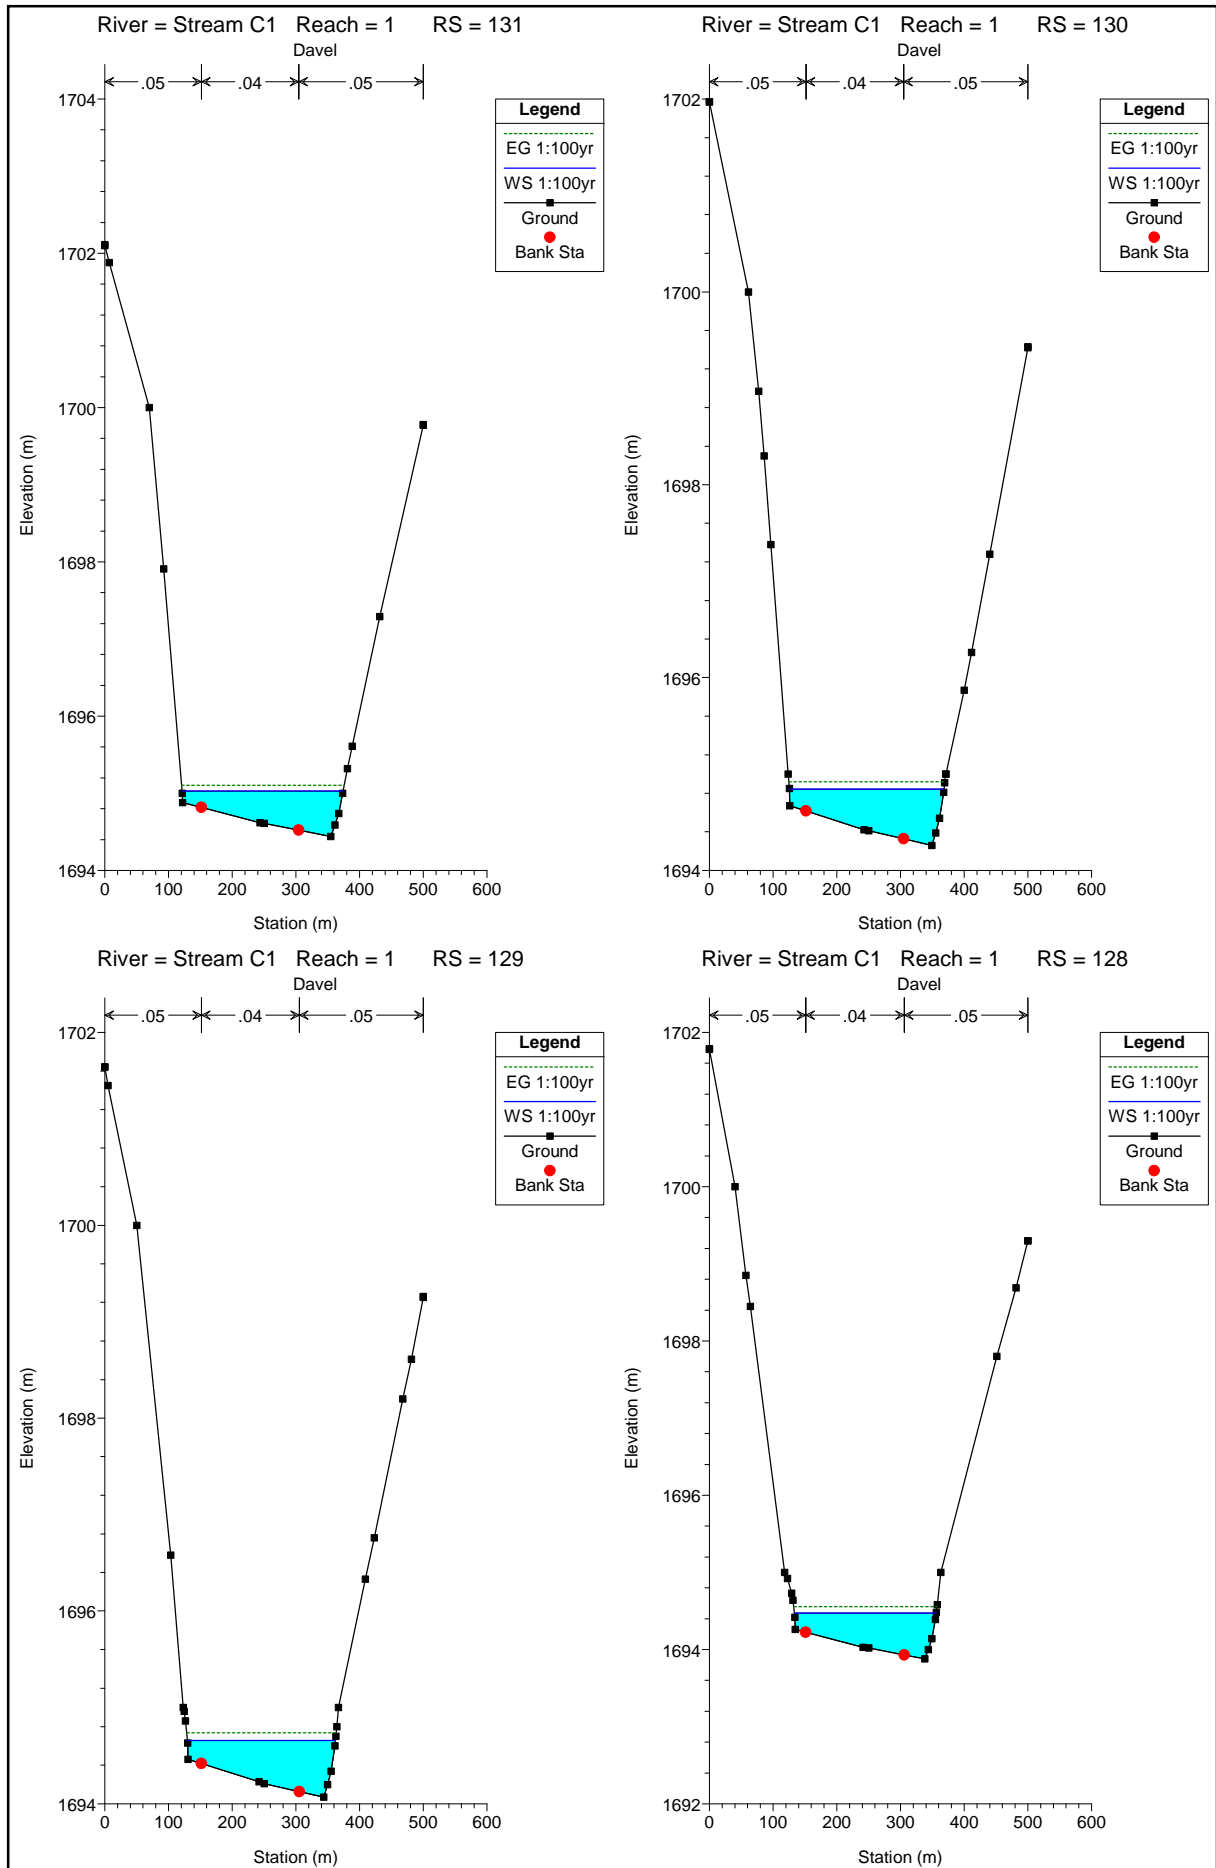 River = Stream C1 Reach = 1 RS = 131
Davel
.05 .04 .05
Legend
EG 1:100yr
WS 1:100yr
Ground
Bank Sta
1704
1702
1700
1698
1696
1694
Elevation (m)
0 100 200 300 400 500 600
Station (m)
River = Stream C1 Reach = 1 RS = 130
Davel
.05 .04 .05
Legend
EG 1:100yr
WS 1:100yr
Ground
Bank Sta
1702
1700
1698
1696
1694
Elevation (m)
0 100 200 300 400 500 600
Station (m)
River = Stream C1 Reach = 1 RS = 129
Davel
.05 .04 .05
Legend
EG 1:100yr
WS 1:100yr
Ground
Bank Sta
1702
1700
1698
1696
1694
Elevation (m)
0 100 200 300 400 500 600
Station (m)
River = Stream C1 Reach = 1 RS = 128
Davel
.05 .04 .05
Legend
EG 1:100yr
WS 1:100yr
Ground
Bank Sta
1702
1700
1698
1696
1694
1692
Elevation (m)
0 100 200 300 400 500 600
Station (m)